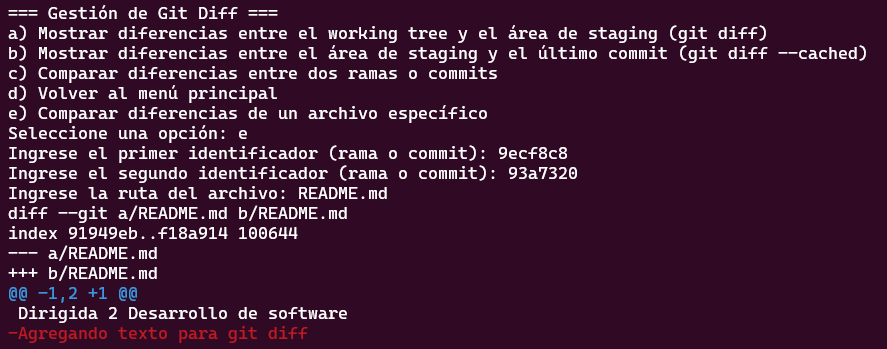 === Gestión de Git Diff ===
a) Mostrar diferencias entre el working tree y el área de staging (git diff)
b) Mostrar diferencias entre el área de staging y el último commit (git diff --cached)
c) Comparar diferencias entre dos ramas o commits
d) Volver al menú principal
e) Comparar diferencias de un archivo específico
Seleccione una opción: e
Ingrese el primer identificador (rama o commit): 9ecf8c8
Ingrese el segundo identificador (rama o commit): 93a7320
Ingrese la ruta del archivo: README.md
diff --git a/README.md b/README.md
index 91949eb..f18a914 100644
--- a/README.md
+++ b/README.md
@@ -1,2 +1 @@
 Dirigida 2 Desarrollo de software
-Agregando texto para git diff